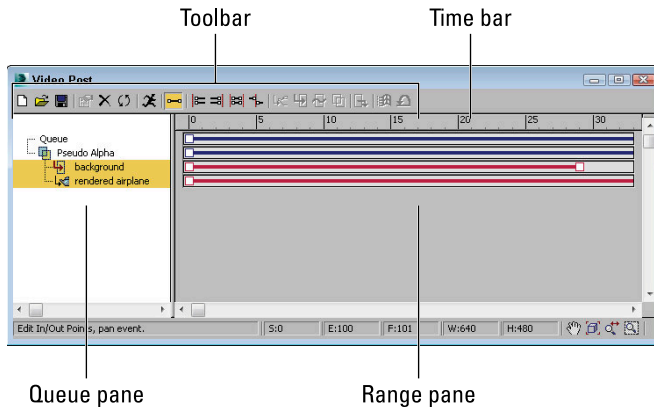 Toolbar
Time bar
Video Post
0 5 10 15 20 25 30
Queue
Pseudo Alpha
background
rendered airplane
Edit In/Out Points, pan event.
S:0
E:100
F:101
W:640
H:480
Queue pane
Range pane